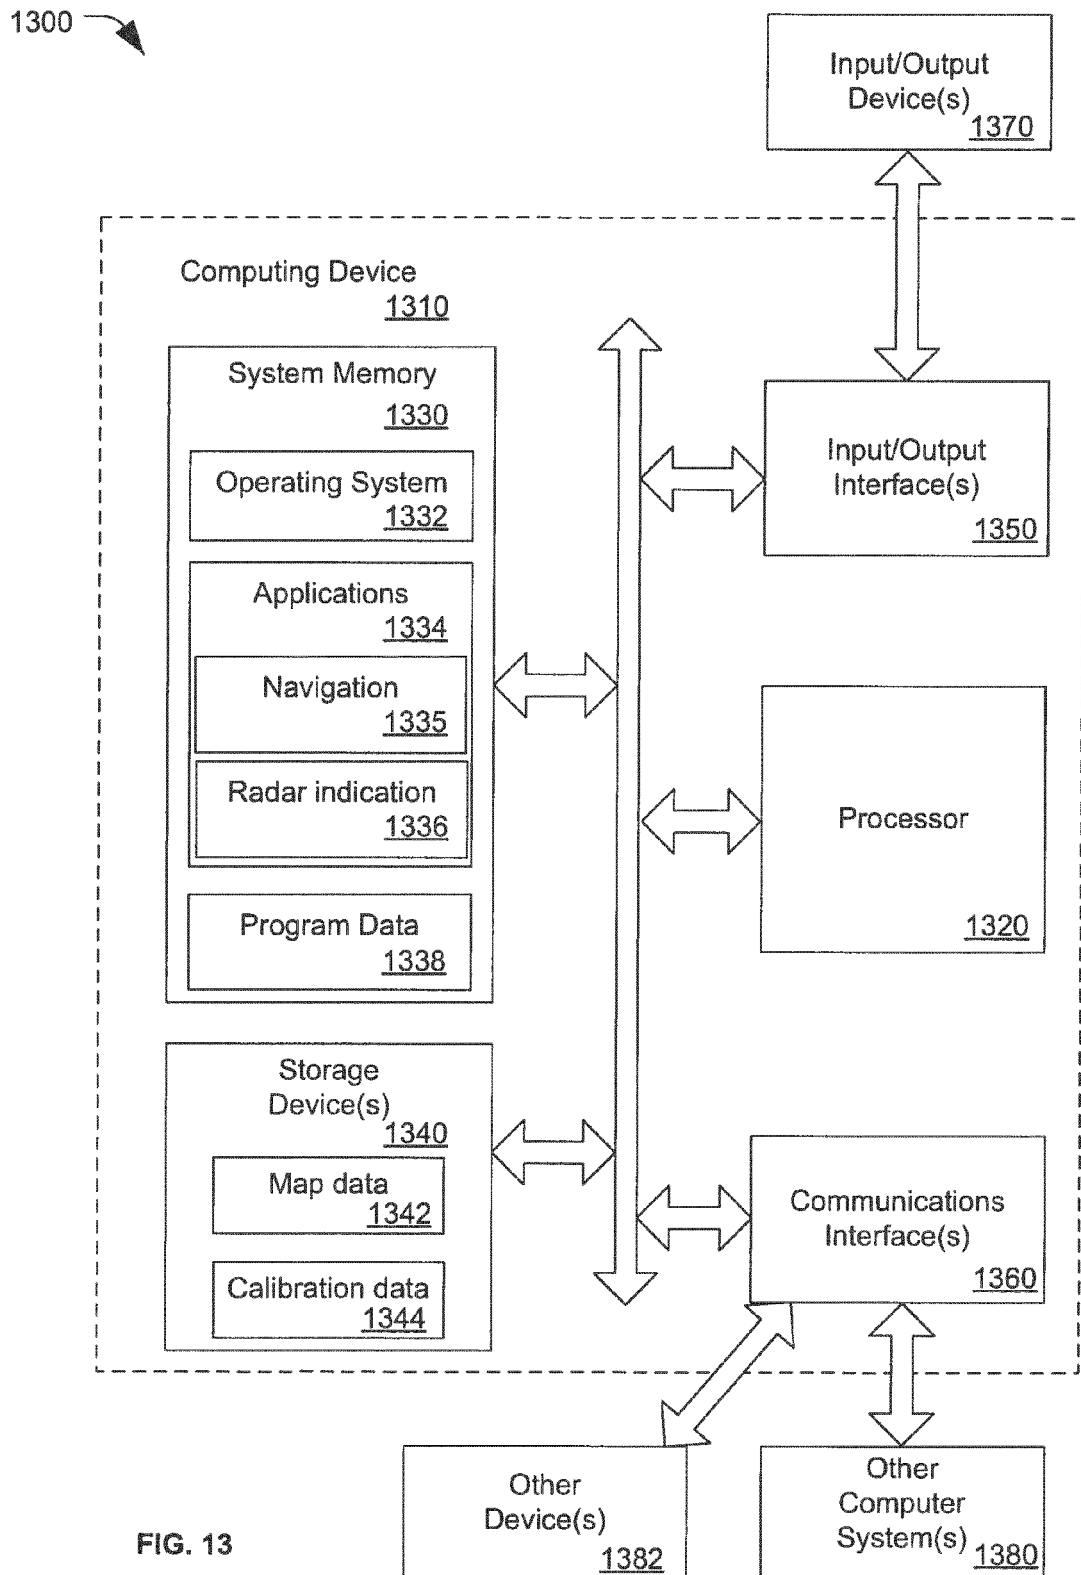 1300
Input/Output
Device(s)
1370
Computing Device
1310
System Memory
1330
Operating System
1332
Applications
1334
Navigation
1335
Radar indication
1336
Program Data
1338
Input/Output
Interface(s)
1350
Processor
1320
Storage
Device(s)
1340
Map data
1342
Calibration data
1344
Communications
Interface(s)
1360
Other
Device(s)
1382
Other
Computer
System(s)
1380
FIG. 13